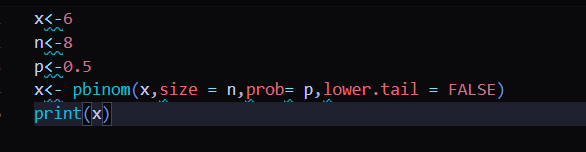 x<-6
n<-8
p<-0.5
x<- pbinom(x,size = n,prob= p,lower.tail = FALSE)
print(x)